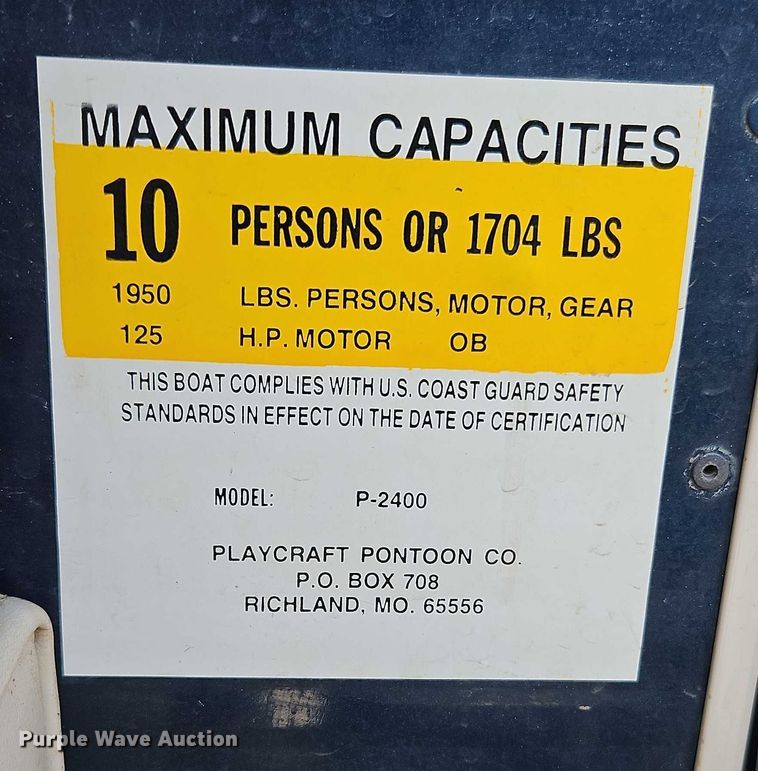 MAXIMUM CAPACITIES
10 PERSONS OR 1704 LBS
1950 LBS. PERSONS, MOTOR, GEAR
125 H.P. MOTOR OB
THIS BOAT COMPLIES WITH U.S. COAST GUARD SAFETY
STANDARDS IN EFFECT ON THE DATE OF CERTIFICATION
MODEL: P-2400
PLAYCRAFT PONTOON CO.
P.O. BOX 708
RICHLAND, MO. 65556
Purple Wave Auction